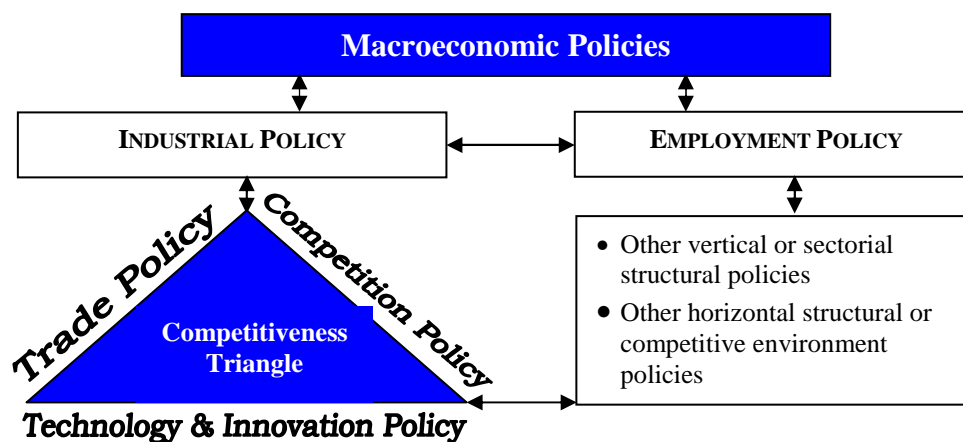 Macroeconomic Policies
INDUSTRIAL POLICY
EMPLOYMENT POLICY
Trade Policy
Competition Policy
Competitiveness
Triangle
Technology & Innovation Policy
• Other vertical or sectorial
structural policies
• Other horizontal structural or
competitive environment
policies